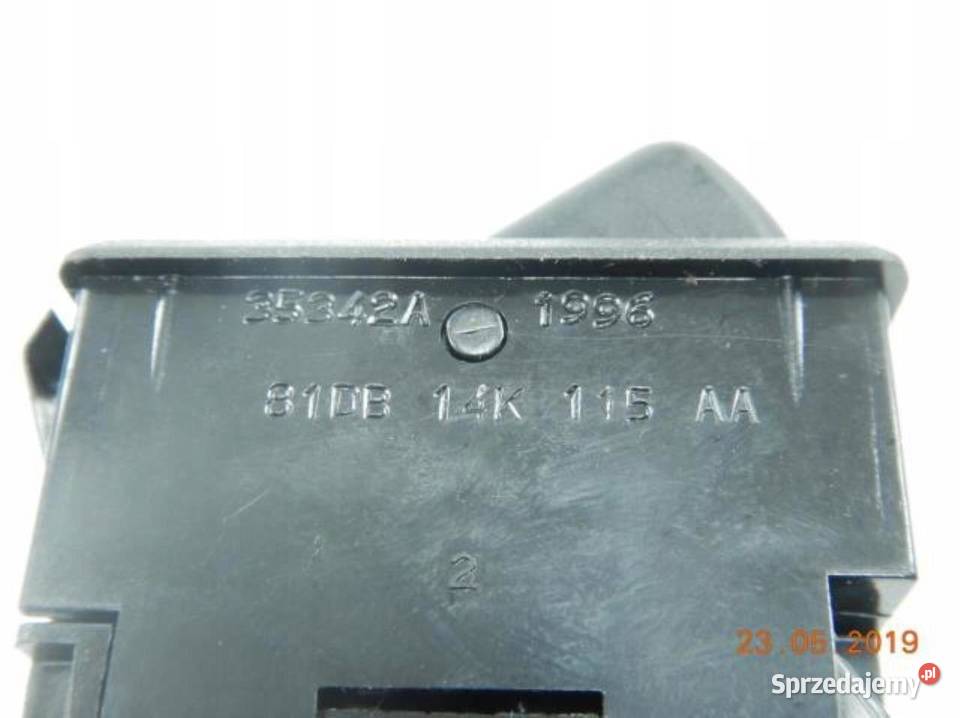 35342A 1996
81DB 14K 115 AA
2
23 05 2019
Sprzedajemy.pl